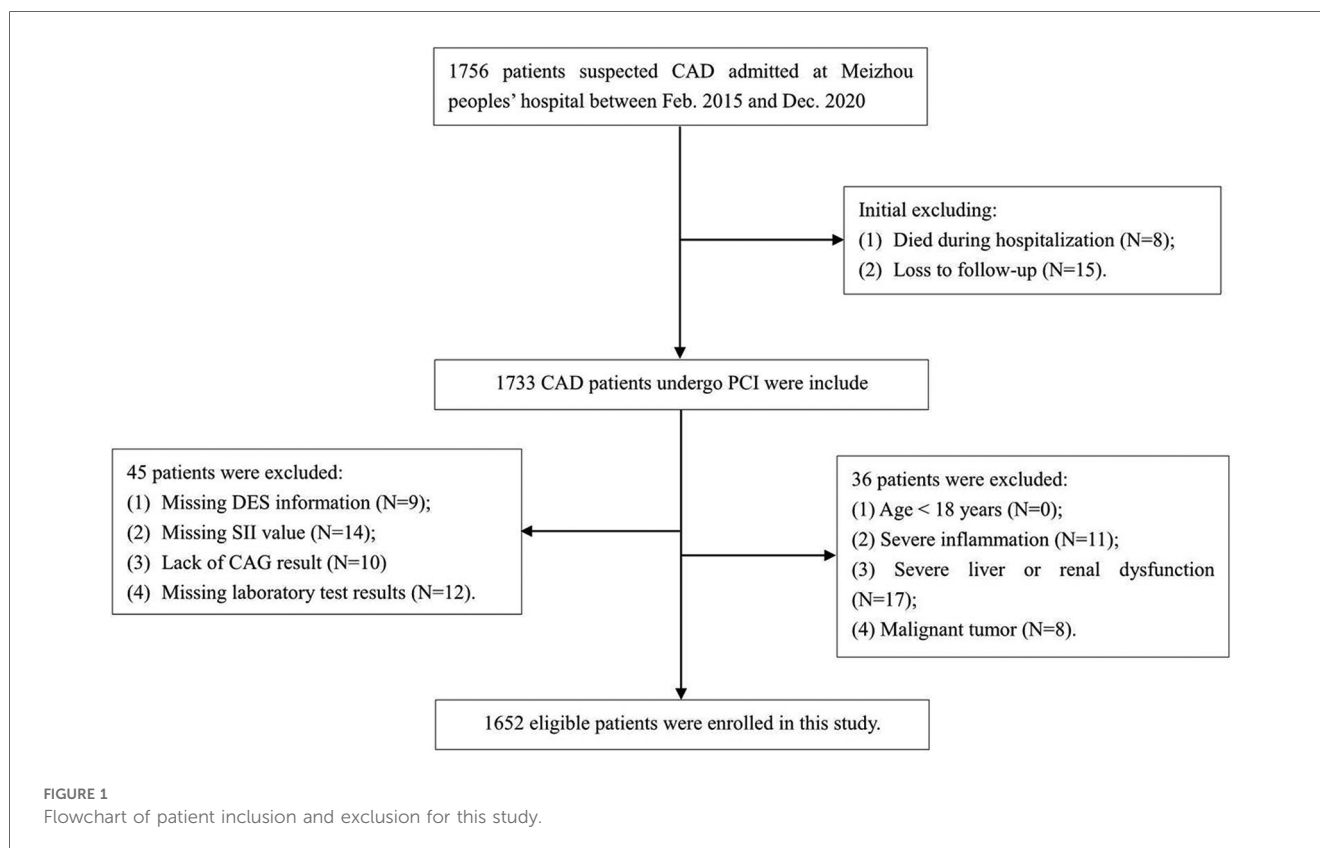 1756 patients suspected CAD admitted at Meizhou
peoples’ hospital between Feb. 2015 and Dec. 2020
Initial excluding:
(1) Died during hospitalization (N=8);
(2) Loss to follow-up (N=15).
1733 CAD patients undergo PCI were include
45 patients were excluded:
(1) Missing DES information (N=9);
(2) Missing SII value (N=14);
(3) Lack of CAG result (N=10)
(4) Missing laboratory test results (N=12).
36 patients were excluded:
(1) Age < 18 years (N=0);
(2) Severe inflammation (N=11);
(3) Severe liver or renal dysfunction
(N=17);
(4) Malignant tumor (N=8).
1652 eligible patients were enrolled in this study.
FIGURE 1
Flowchart of patient inclusion and exclusion for this study.